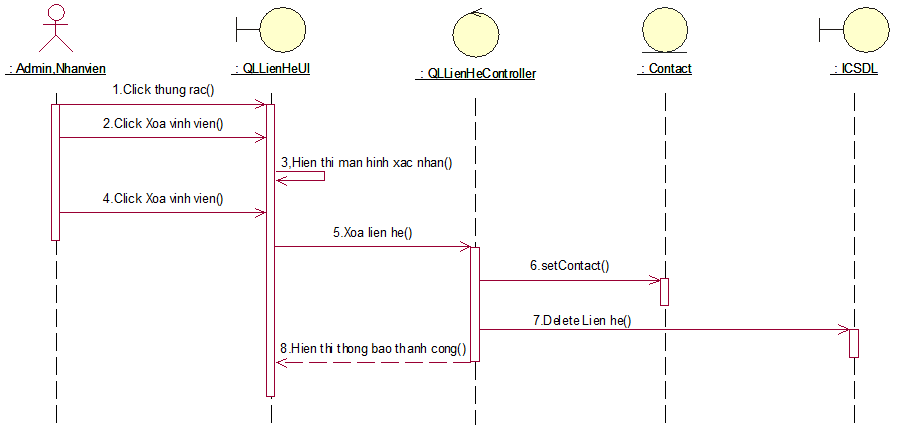 : Admin,Nhanvien
: QLLienHeUI
: QLLienHeController
: Contact
: ICSDL
1.Click thung rac()
2.Click Xoa vinh vien()
3,Hien thi man hinh xac nhan()
4.Click Xoa vinh vien()
5.Xoa lien he()
6.setContact()
7.Delete Lien he()
8.Hien thi thong bao thanh cong()